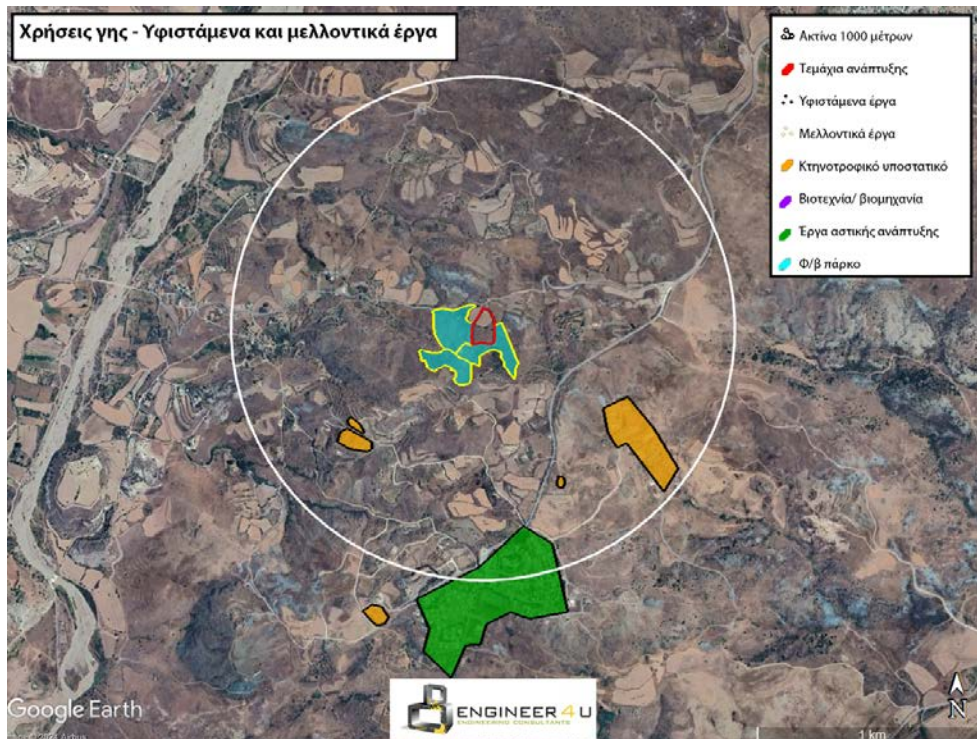 Χρήσεις γης - Υφιστάμενα και μελλοντικά έργα
Ακτίνα 1000 μέτρων
Τεμάχια ανάπτυξης
Υφιστάμενα έργα
Μελλοντικά έργα
Κτηνοτροφικό υποστατικό
Βιοτεχνία/ βιομηχανία
Έργα αστικής ανάπτυξης
Φ/β πάρκο
Google Earth
ENGINEER 4 U
ENGINEERING CONSULTANTS
1 km
N